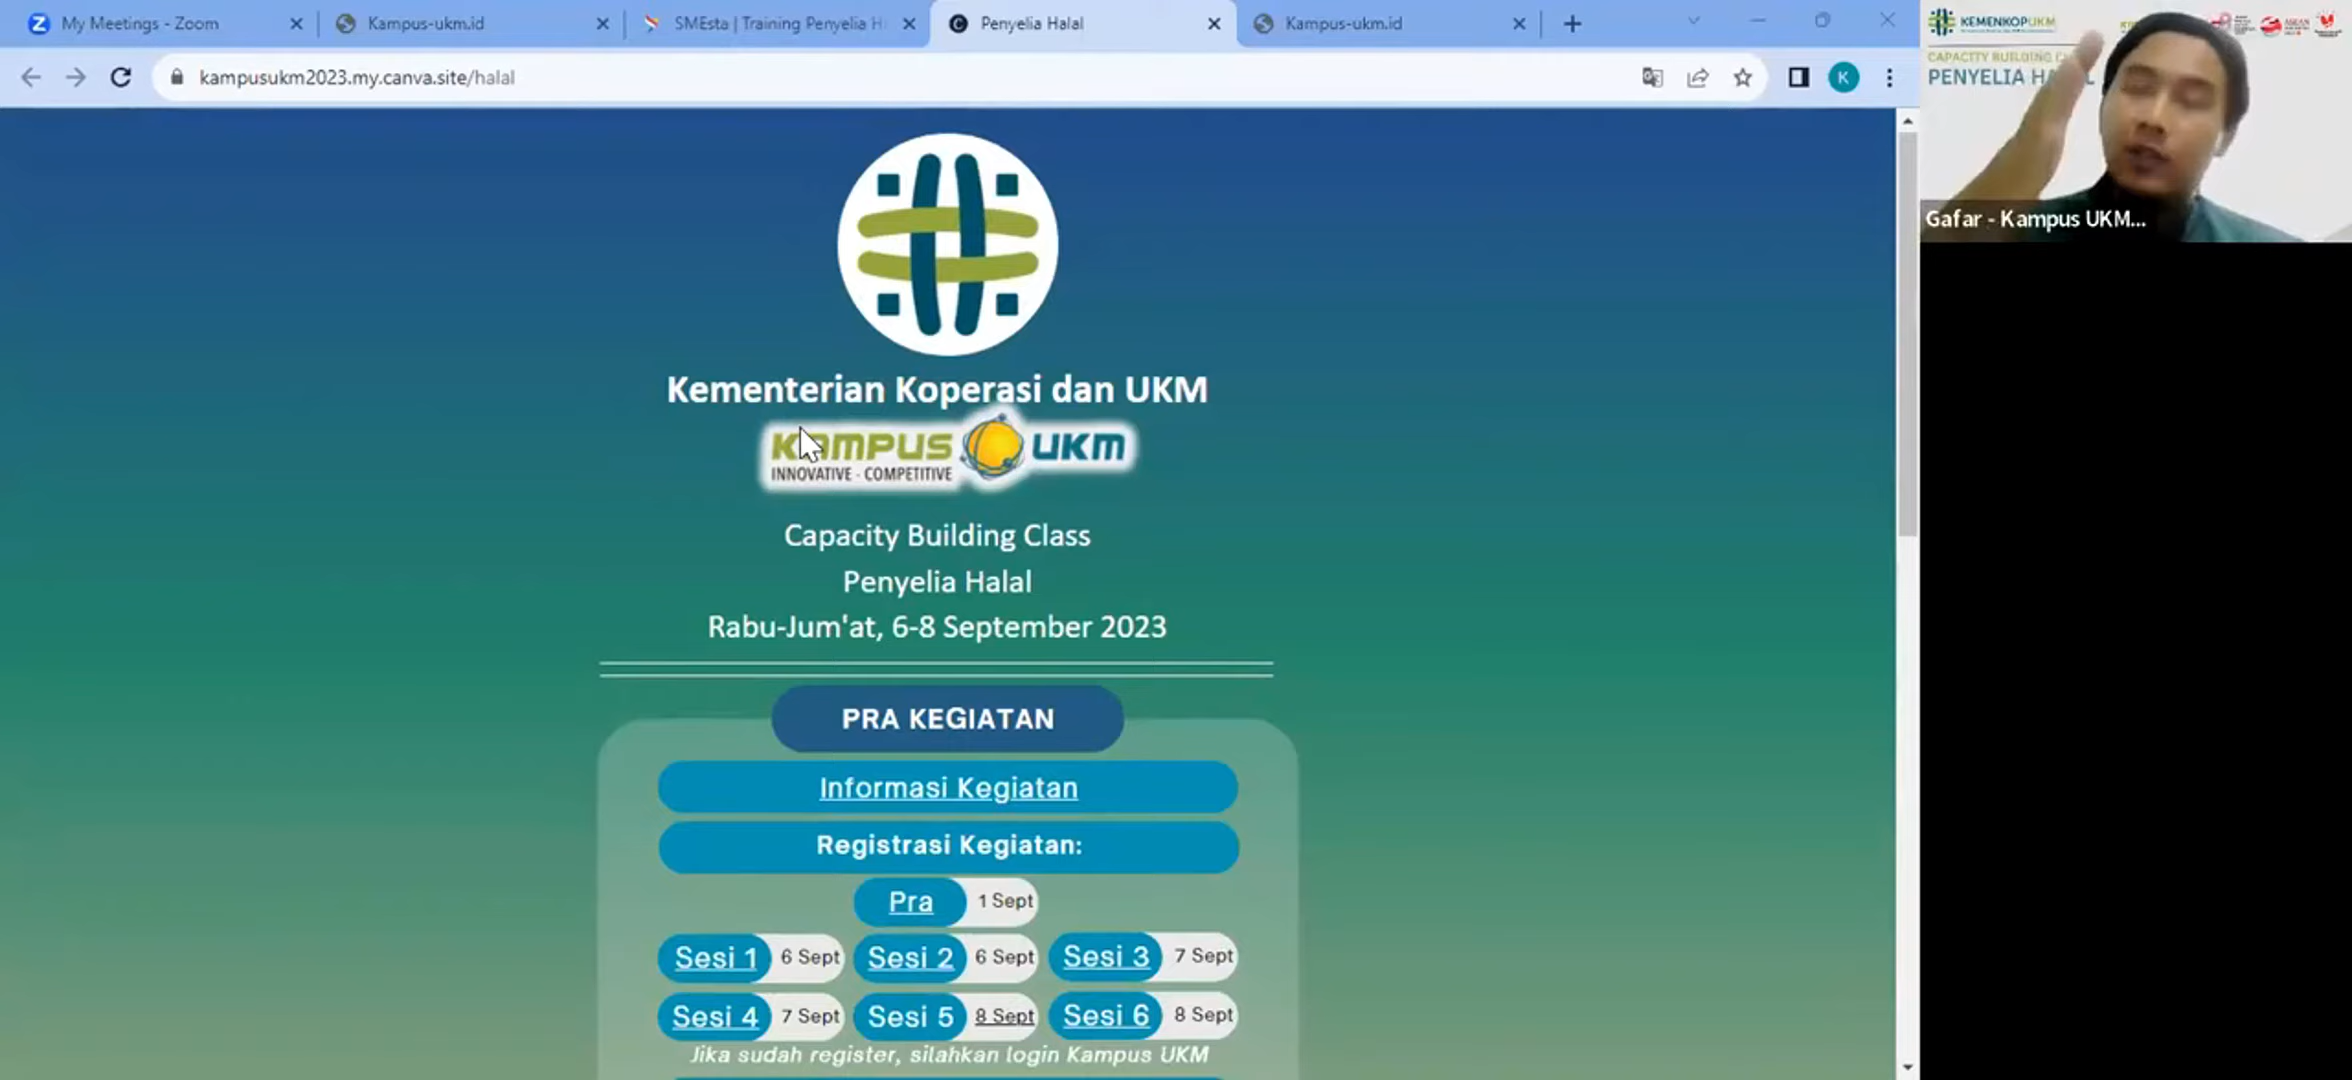 My Meetings - Zoom
Kampus-ukm.id
SMEsta | Training Penyelia H
Penyelia Halal
Kampus-ukm.id
kampusukm2023.my.canva.site/halal
K
KEMENKOPUKM
CAPACITY BUILDING
PENYELIA
Gafar - Kampus UKM...
Kementerian Koperasi dan UKM
KAMPUS UKM
INNOVATIVE - COMPETITIVE
Capacity Building Class
Penyelia Halal
Rabu-Jum'at, 6-8 September 2023
PRA KEGIATAN
Informasi Kegiatan
Registrasi Kegiatan:
Pra 1 Sept
Sesi 1 6 Sept Sesi 2 6 Sept Sesi 3 7 Sept
Sesi 4 7 Sept Sesi 5 8 Sept Sesi 6 8 Sept
Jika sudah register, silahkan login Kampus UKM